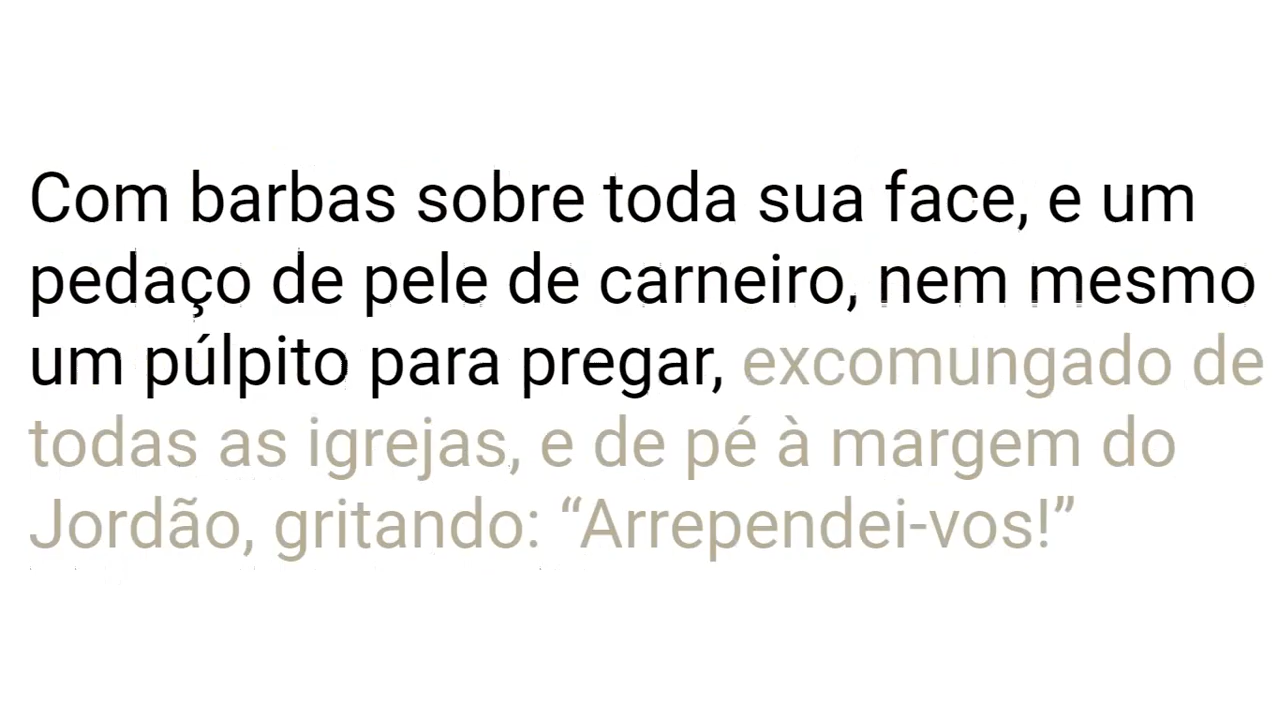 Com barbas sobre toda sua face, e um
pedaço de pele de carneiro, nem mesmo
um púlpito para pregar, excomungado de
todas as igrejas, e de pé à margem do
Jordão, gritando: “Arrependei-vos!”